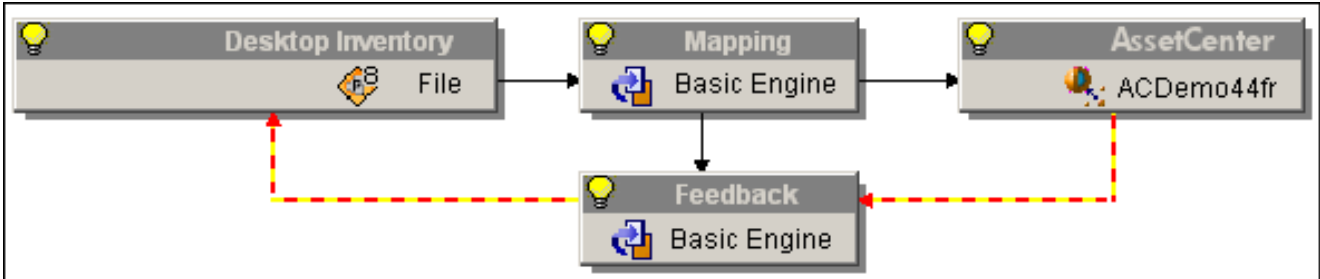 Desktop Inventory
File
Mapping
Basic Engine
AssetCenter
ACDemo44fr
Feedback
Basic Engine